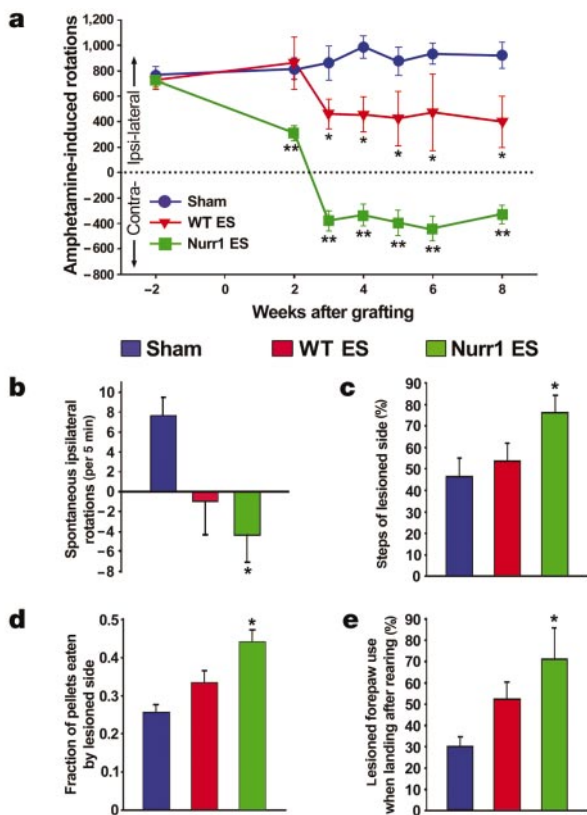 a
Amphetamine-induced rotations
Contra- Ipsi-lateral
1,200
1,000
800
600
400
200
0
−200
−400
−600
−800
** * * * * *
** ** ** ** **
Sham
WT ES
Nurr1 ES
−2 0 2 4 6 8
Weeks after grafting
Sham WT ES Nurr1 ES
b
Spontaneous ipsilateral
rotations (per 5 min)
10
8
6
4
2
0
−2
−4
−6
−8
*
c
Steps of lesioned side (%)
90
80
70
60
50
40
30
20
10
0
*
d
Fraction of pellets eaten
by lesioned side
0.5
0.4
0.3
0.2
0.1
0
*
e
Lesioned forepaw use
when landing after rearing (%)
90
80
70
60
50
40
30
20
10
0
*